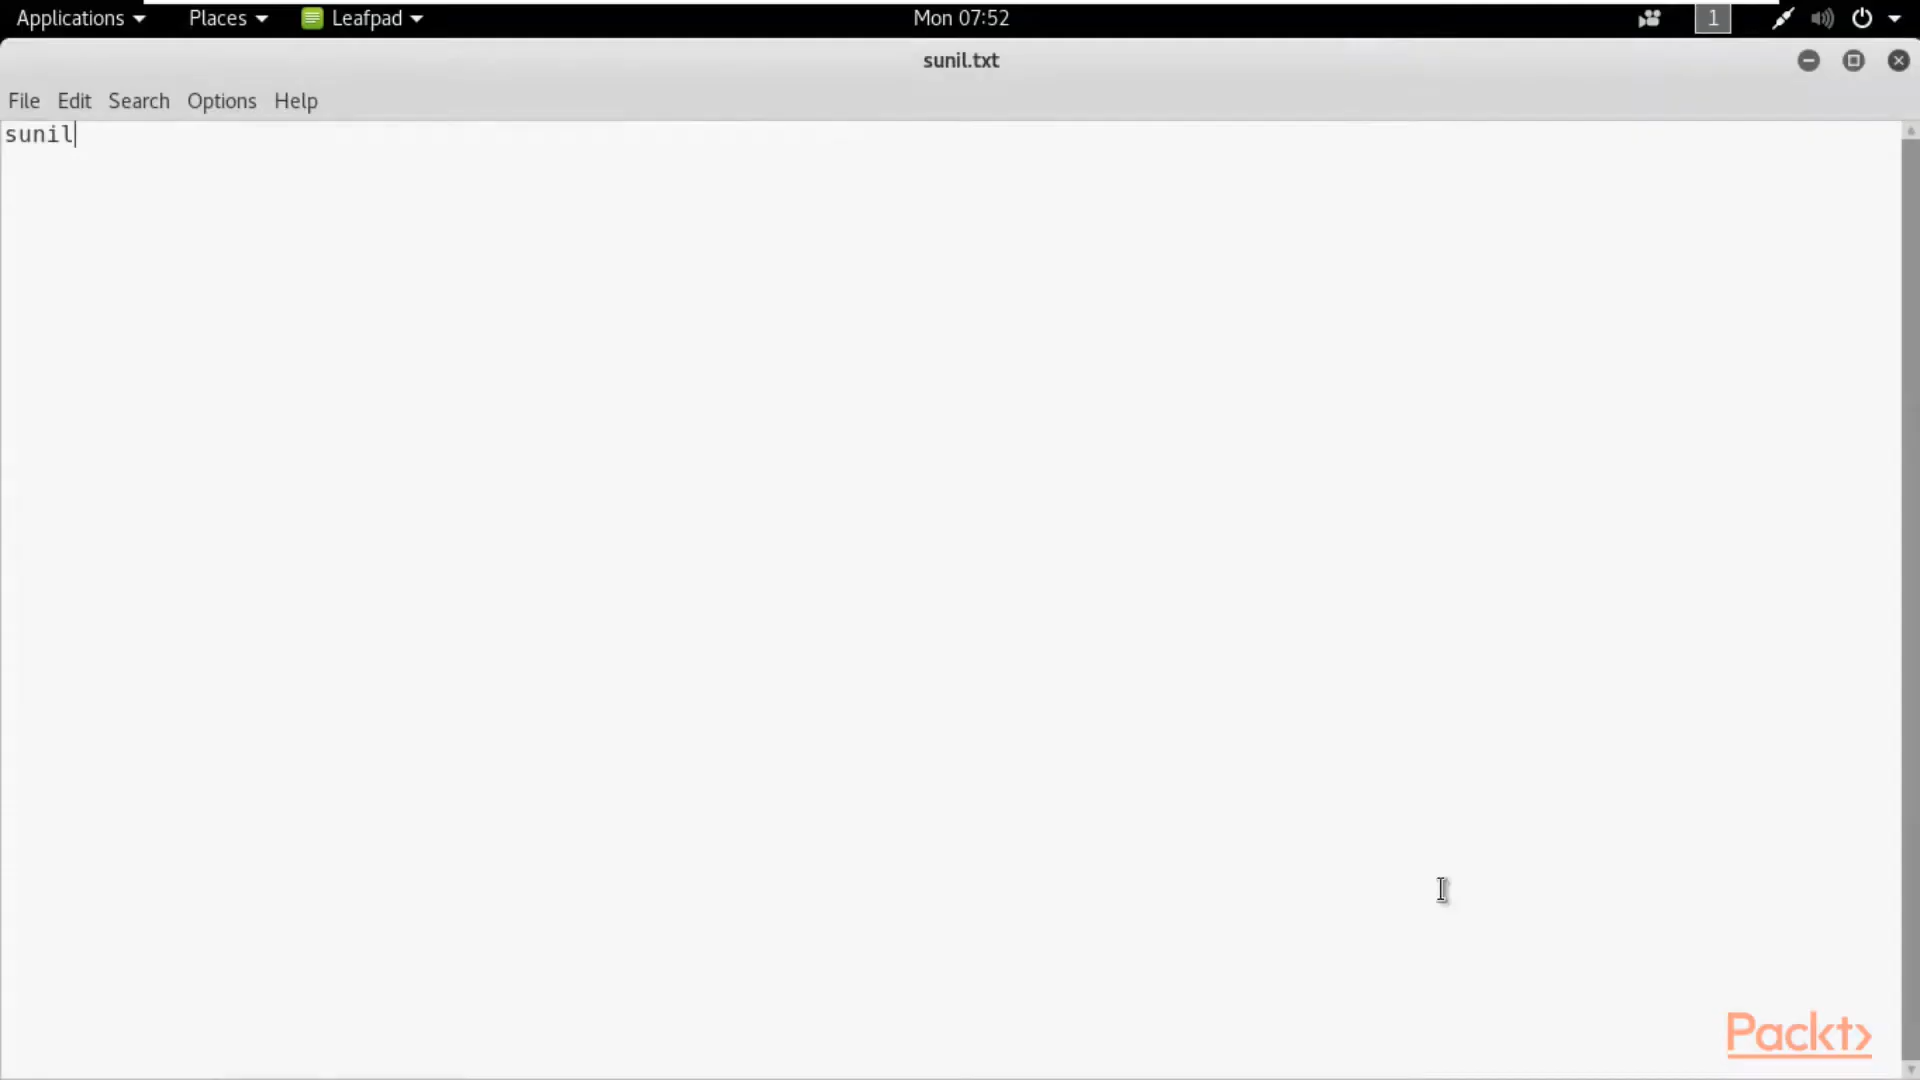 Applications Places Leafpad Mon 07:52 1
sunil.txt
File Edit Search Options Help
sunil
Packt>